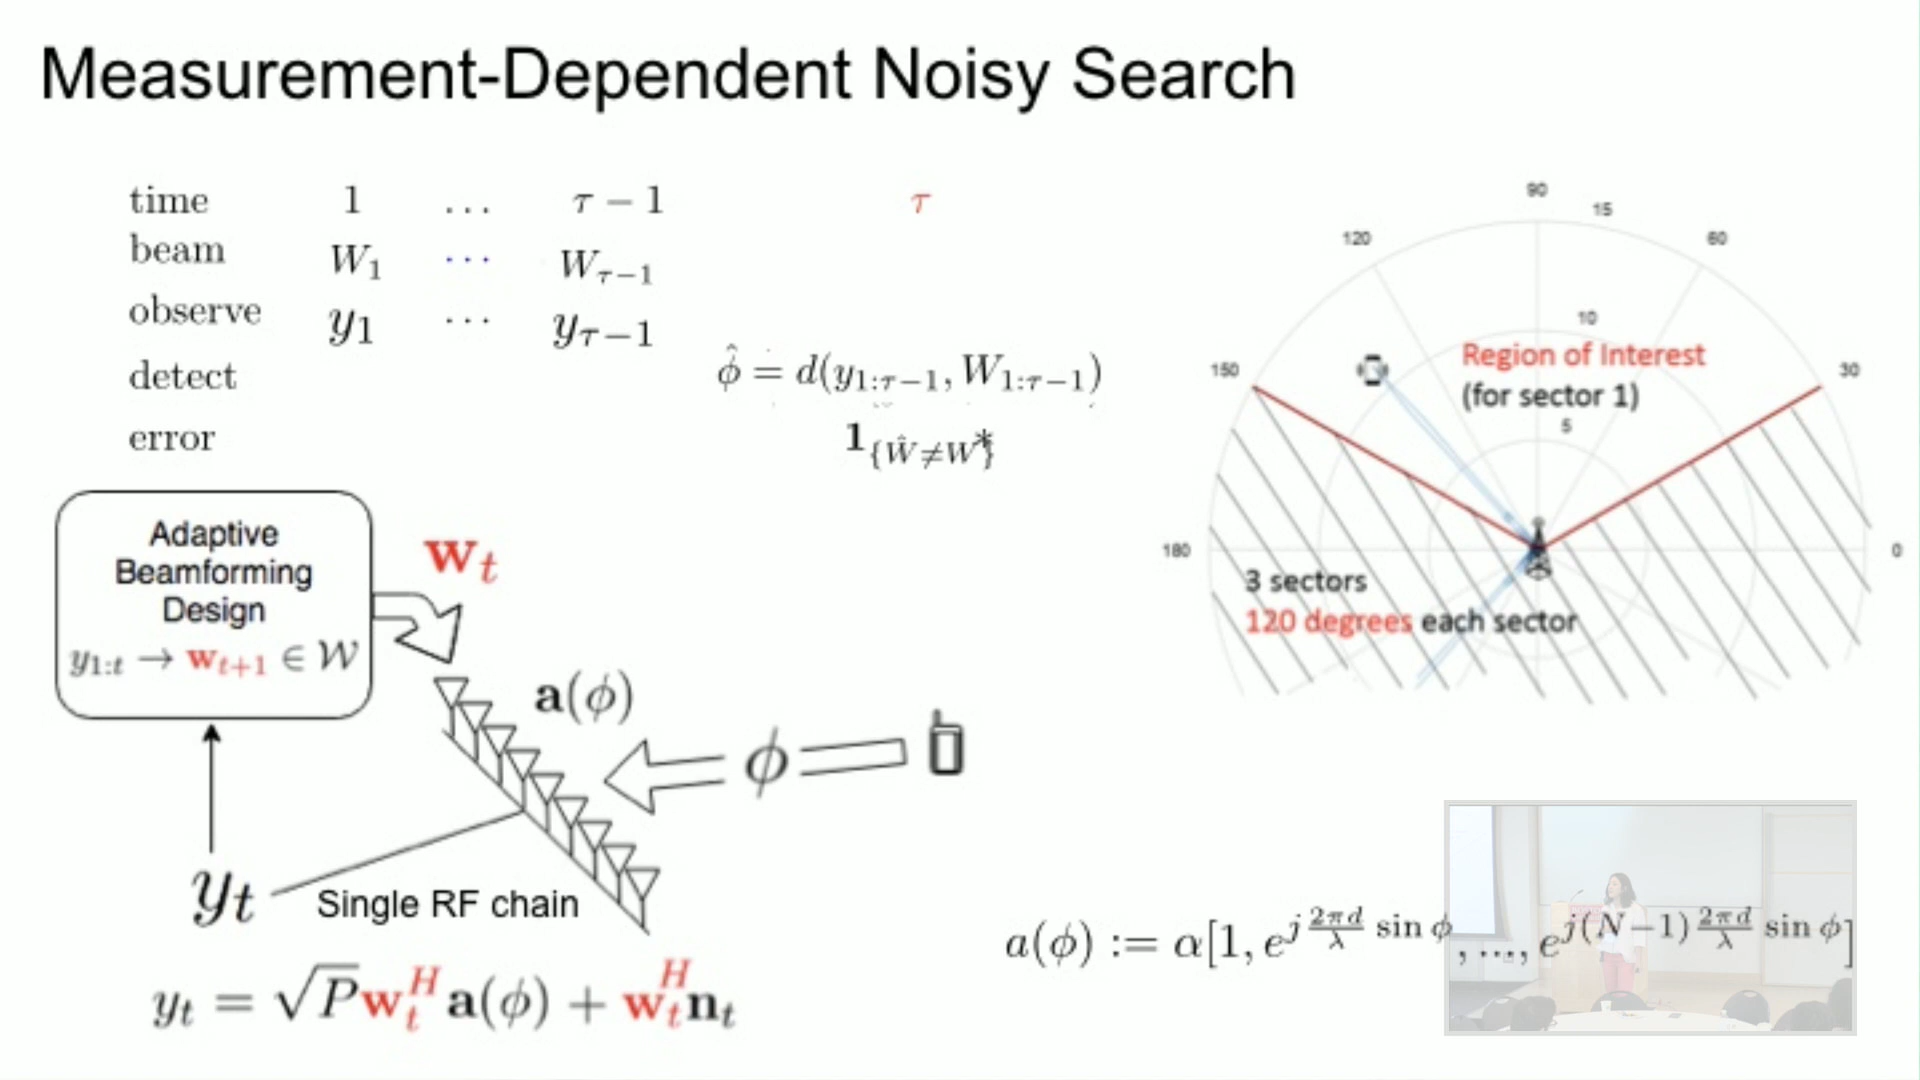 Measurement-Dependent Noisy Search
time 1 ... τ − 1 τ
beam W₁ ... W_{τ−1}
observe y₁ ... y_{τ−1}
detect φ̂ = d(y_{1:τ−1}, W_{1:τ−1})
error 1_{{Ŵ≠W*}}
90
15
120
60
10
Region of Interest
150
30
(for sector 1)
5
180
0
3 sectors
120 degrees each sector
Adaptive
Beamforming
Design
y_{1:t} → w_{t+1} ∈ 𝒲
w_t
a(φ)
φ
y_t
Single RF chain
a(φ) := α[1, e^{j\frac{2πd}{λ} sin φ}, ..., e^{j(N−1)\frac{2πd}{λ} sin φ}]
y_t = √P w_t^H a(φ) + w_t^H n_t